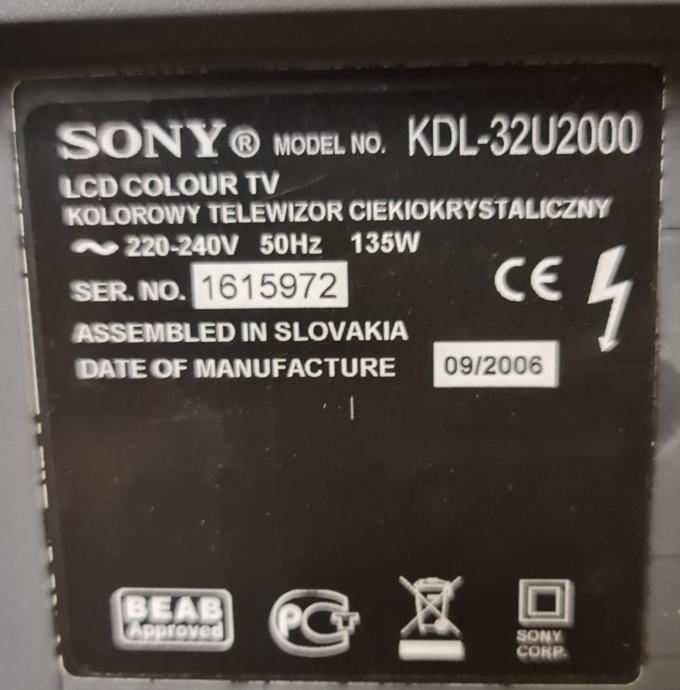 SONY® MODEL NO. KDL-32U2000
LCD COLOUR TV
KOLOROWY TELEWIZOR CIEKIOKRYSTALICZNY
~ 220-240V 50Hz 135W
SER. NO. 1615972
CE
ASSEMBLED IN SLOVAKIA
DATE OF MANUFACTURE 09/2006
BEAB
Approved
PCT
SONY
CORP.